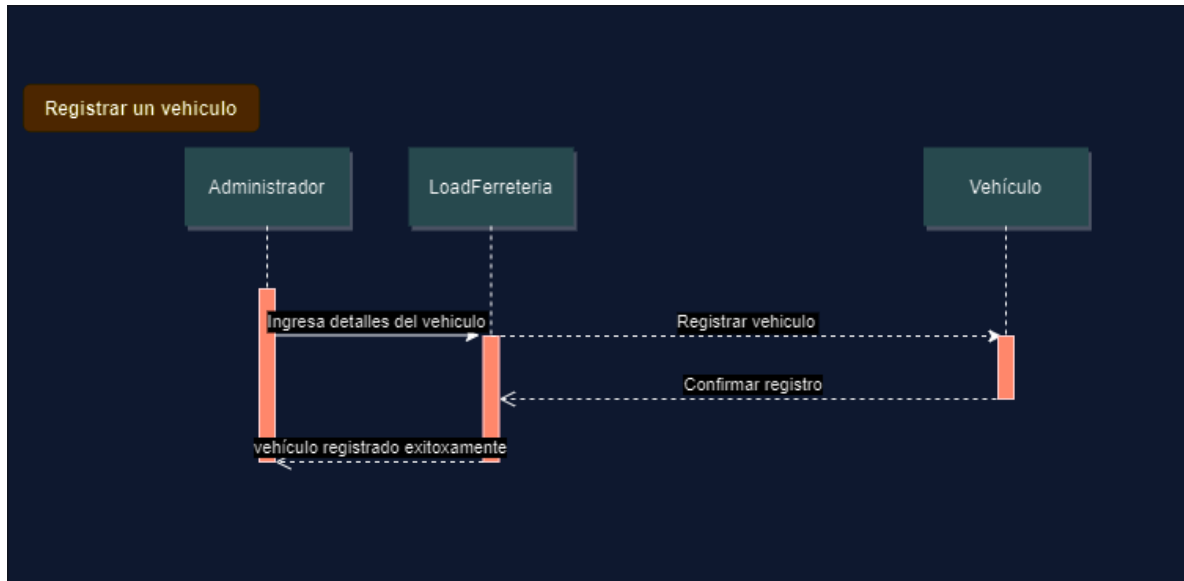 Registrar un vehiculo
Administrador
LoadFerreteria
Vehículo
Ingresa detalles del vehiculo
Registrar vehiculo
Confirmar registro
vehículo registrado exitoxamente